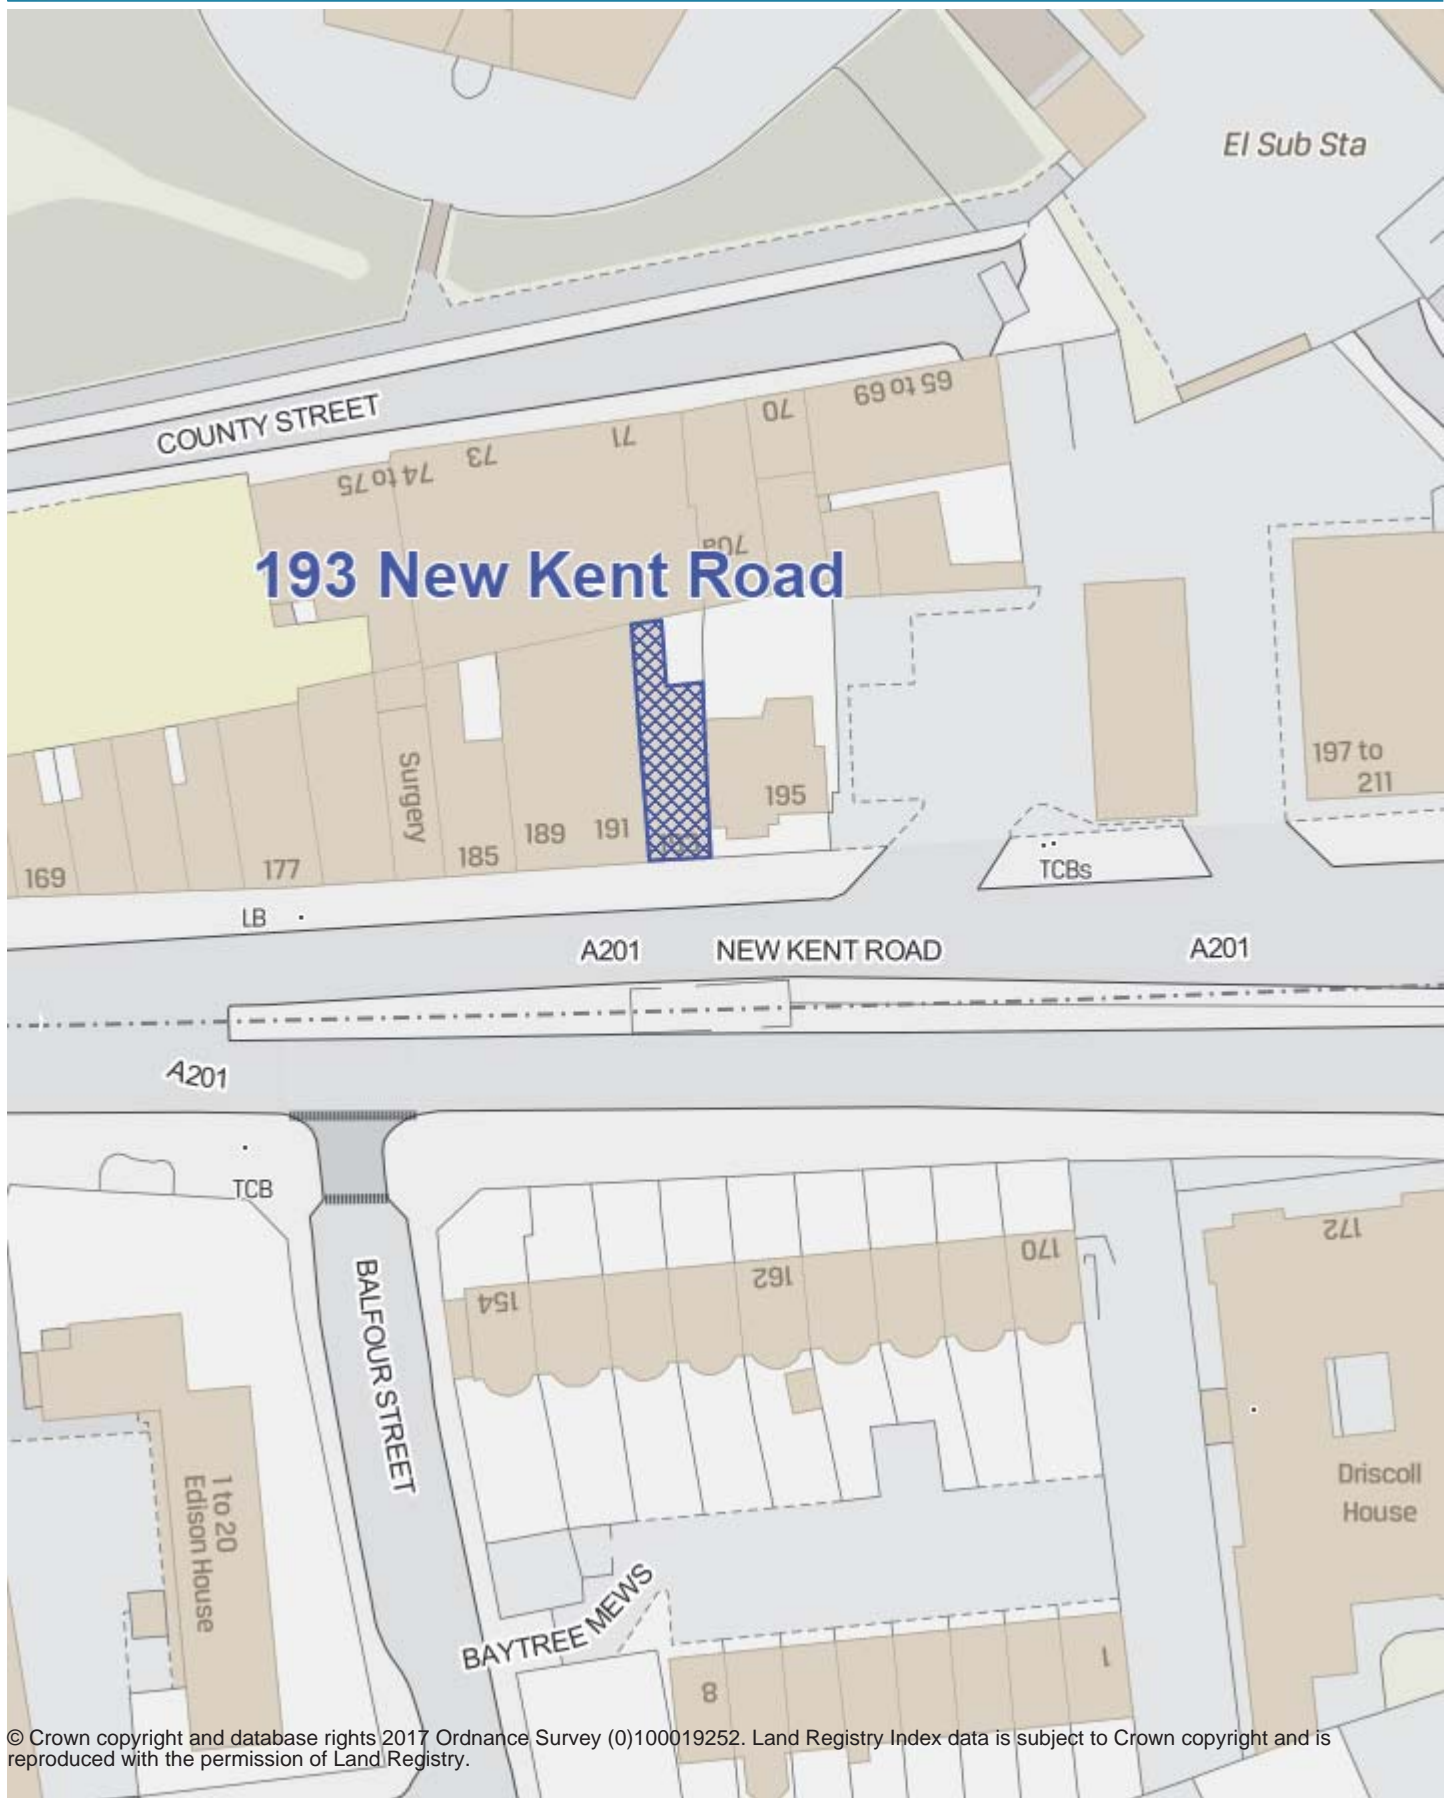 El Sub Sta
COUNTY STREET
65 to 69
70
71
73
74 to 75
70a
193 New Kent Road
197 to
211
Surgery
195
191
189
185
177
169
TCBs
LB
A201
NEW KENT ROAD
A201
A201
TCB
172
170
162
154
BALFOUR STREET
1 to 20
Edison House
Driscoll
House
BAYTREE MEWS
1
8
© Crown copyright and database rights 2017 Ordnance Survey (0)100019252. Land Registry Index data is subject to Crown copyright and is
reproduced with the permission of Land Registry.